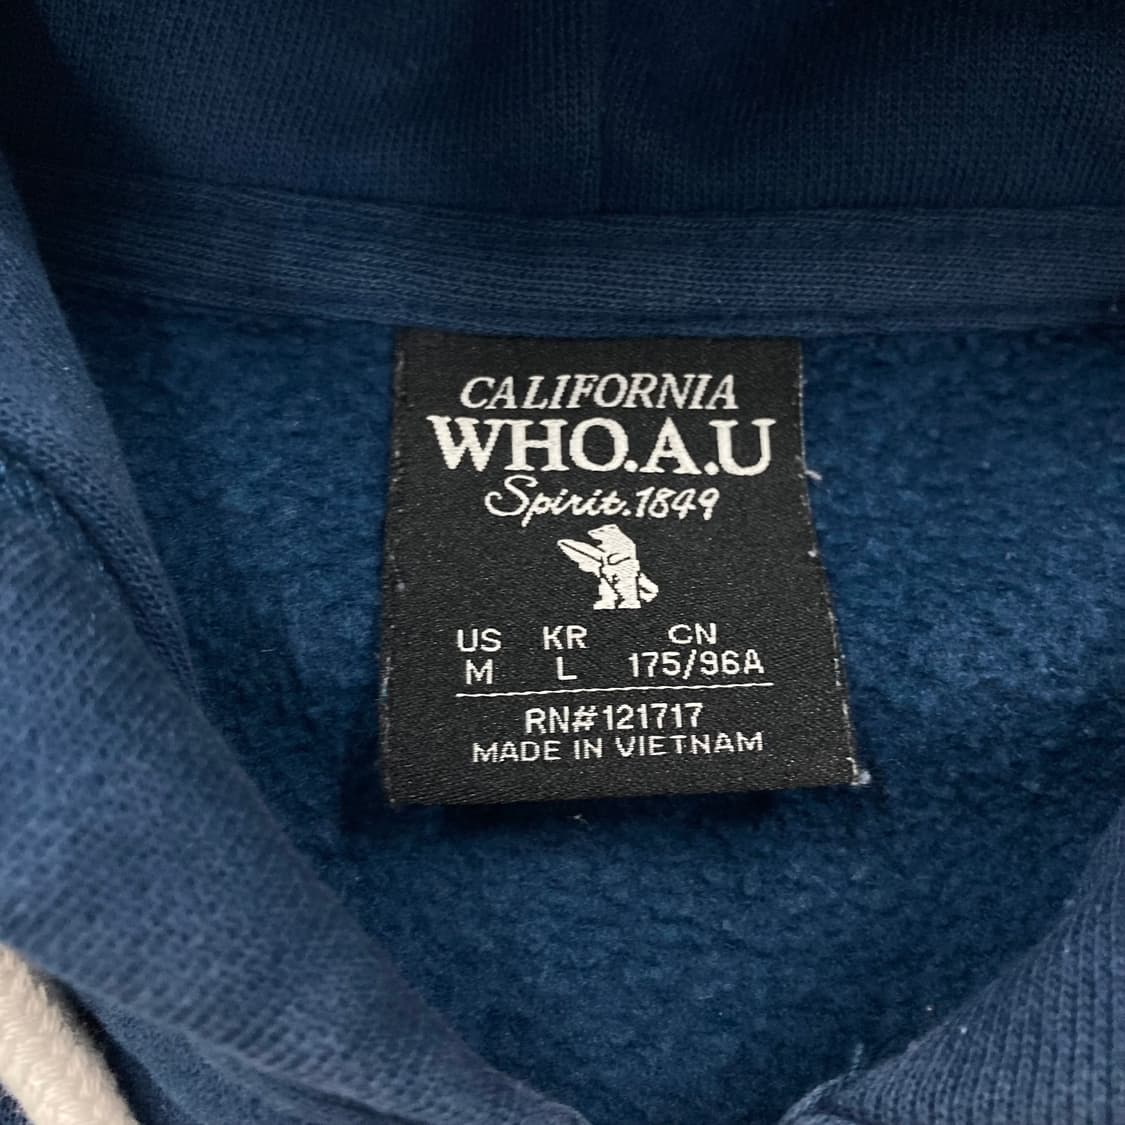 CALIFORNIA
WHO.A.U
Spirit.1849
US KR CN
M L 175/96A
RN#121717
MADE IN VIETNAM